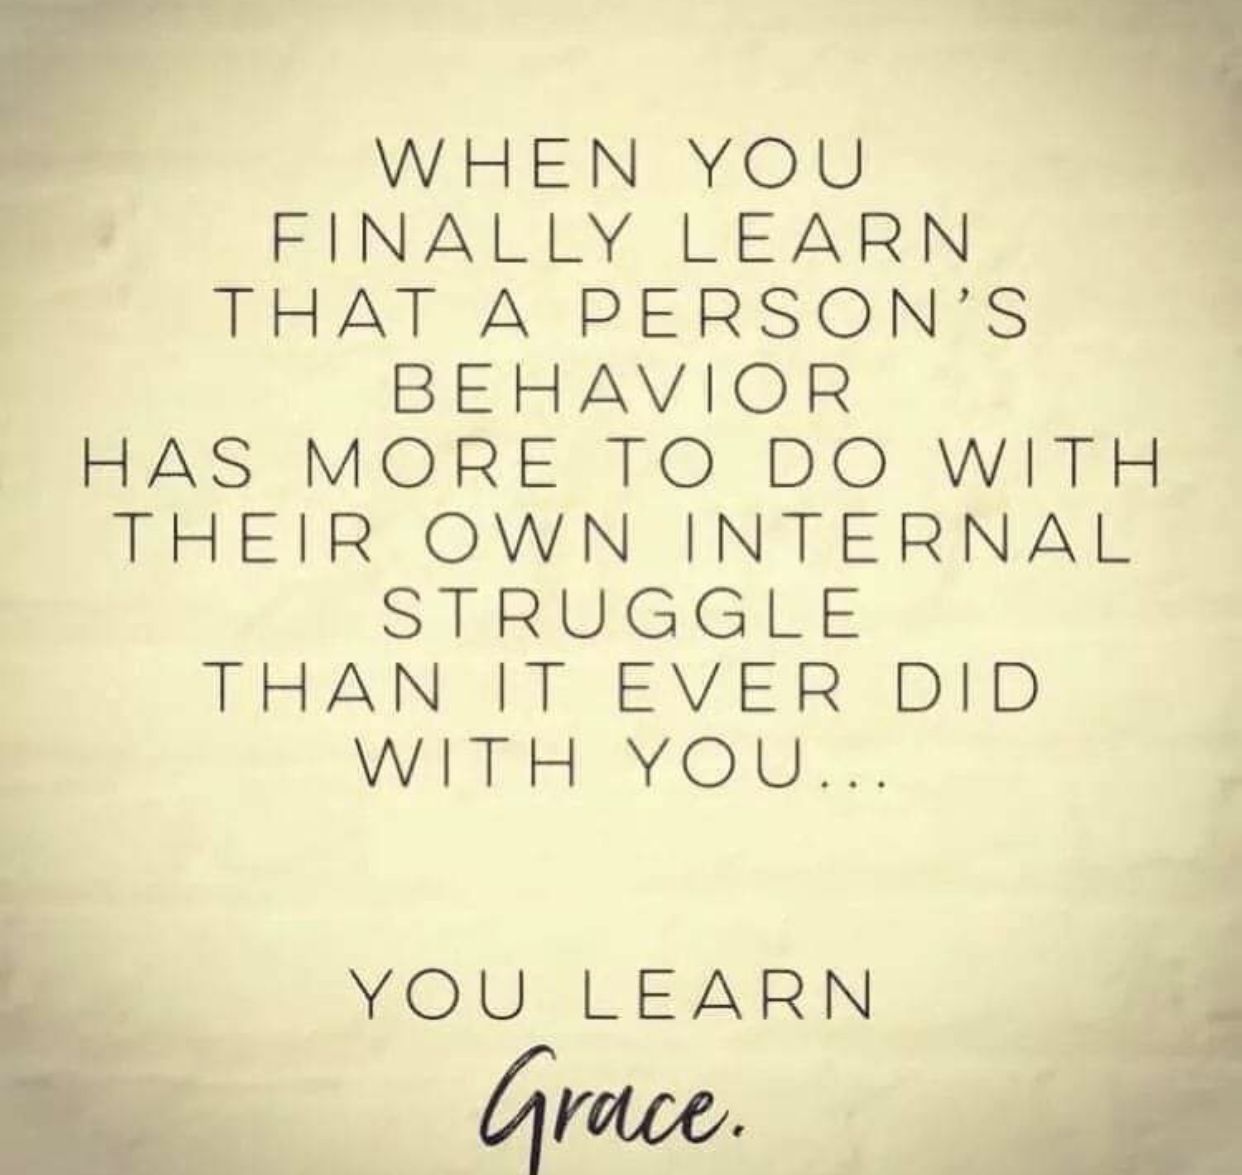 WHEN YOU
FINALLY LEARN
THAT A PERSON'S
BEHAVIOR
HAS MORE TO DO WITH
THEIR OWN INTERNAL
STRUGGLE
THAN IT EVER DID
WITH YOU...
YOU LEARN
Grace.